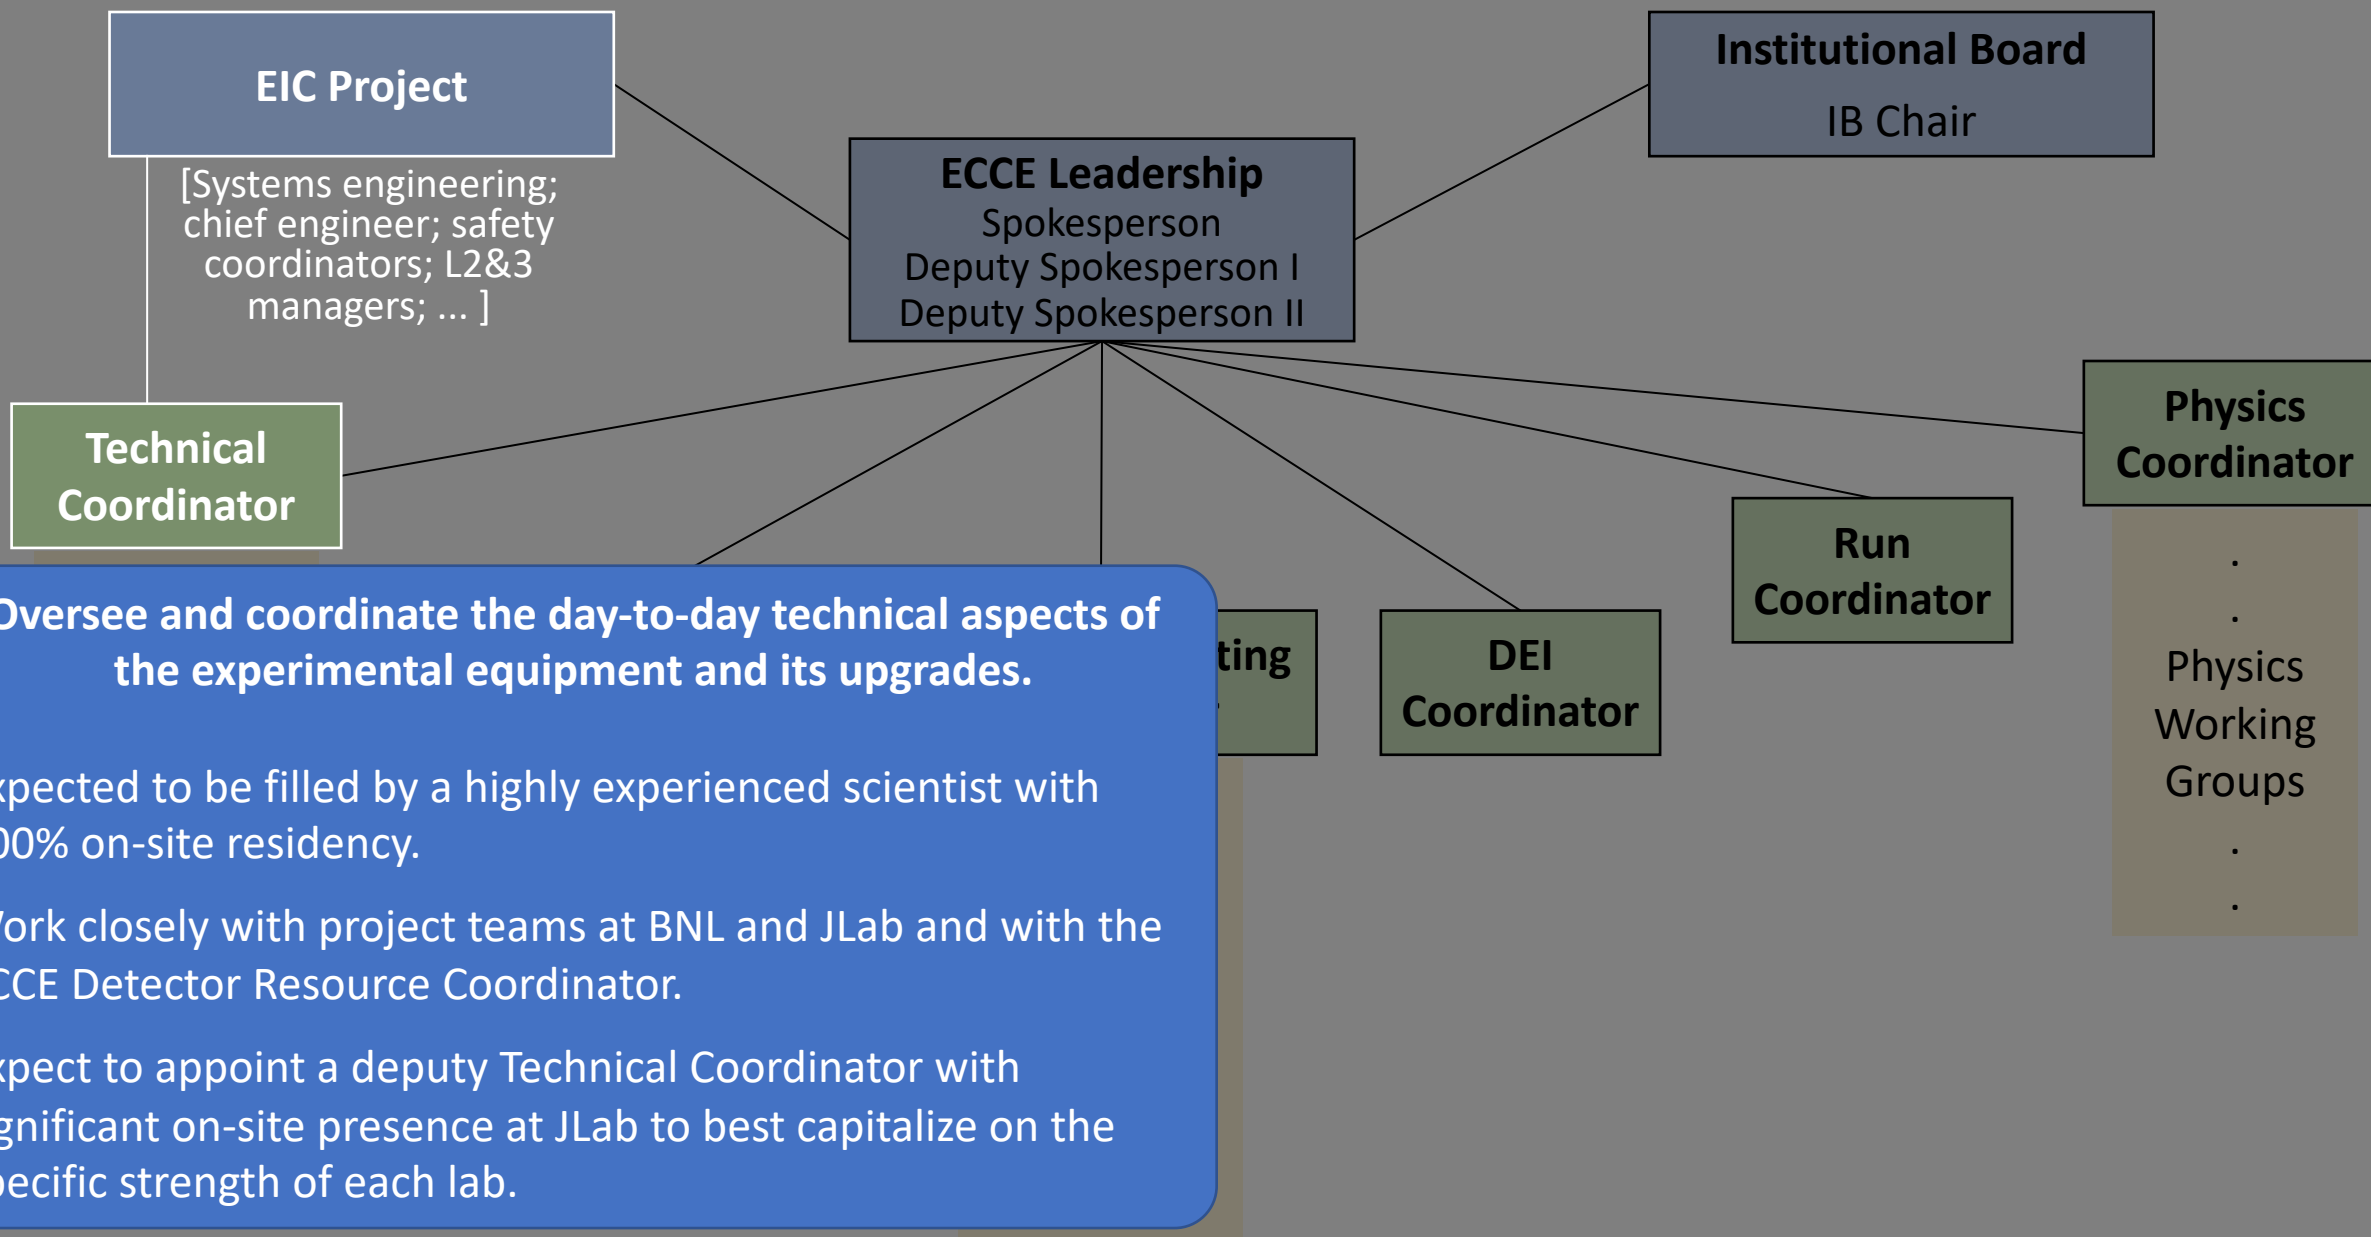 EIC Project
[Systems engineering;
chief engineer; safety
coordinators; L2&3
managers; ... ]
Institutional Board
IB Chair
ECCE Leadership
Spokesperson
Deputy Spokesperson I
Deputy Spokesperson II
Technical
Coordinator
Physics
Coordinator
.
.
Physics
Working
Groups
.
.
Run
Coordinator
DEI
Coordinator
ting
Oversee and coordinate the day-to-day technical aspects of
the experimental equipment and its upgrades.
xpected to be filled by a highly experienced scientist with
00% on-site residency.
ork closely with project teams at BNL and JLab and with the
CCE Detector Resource Coordinator.
xpect to appoint a deputy Technical Coordinator with
gnificant on-site presence at JLab to best capitalize on the
pecific strength of each lab.